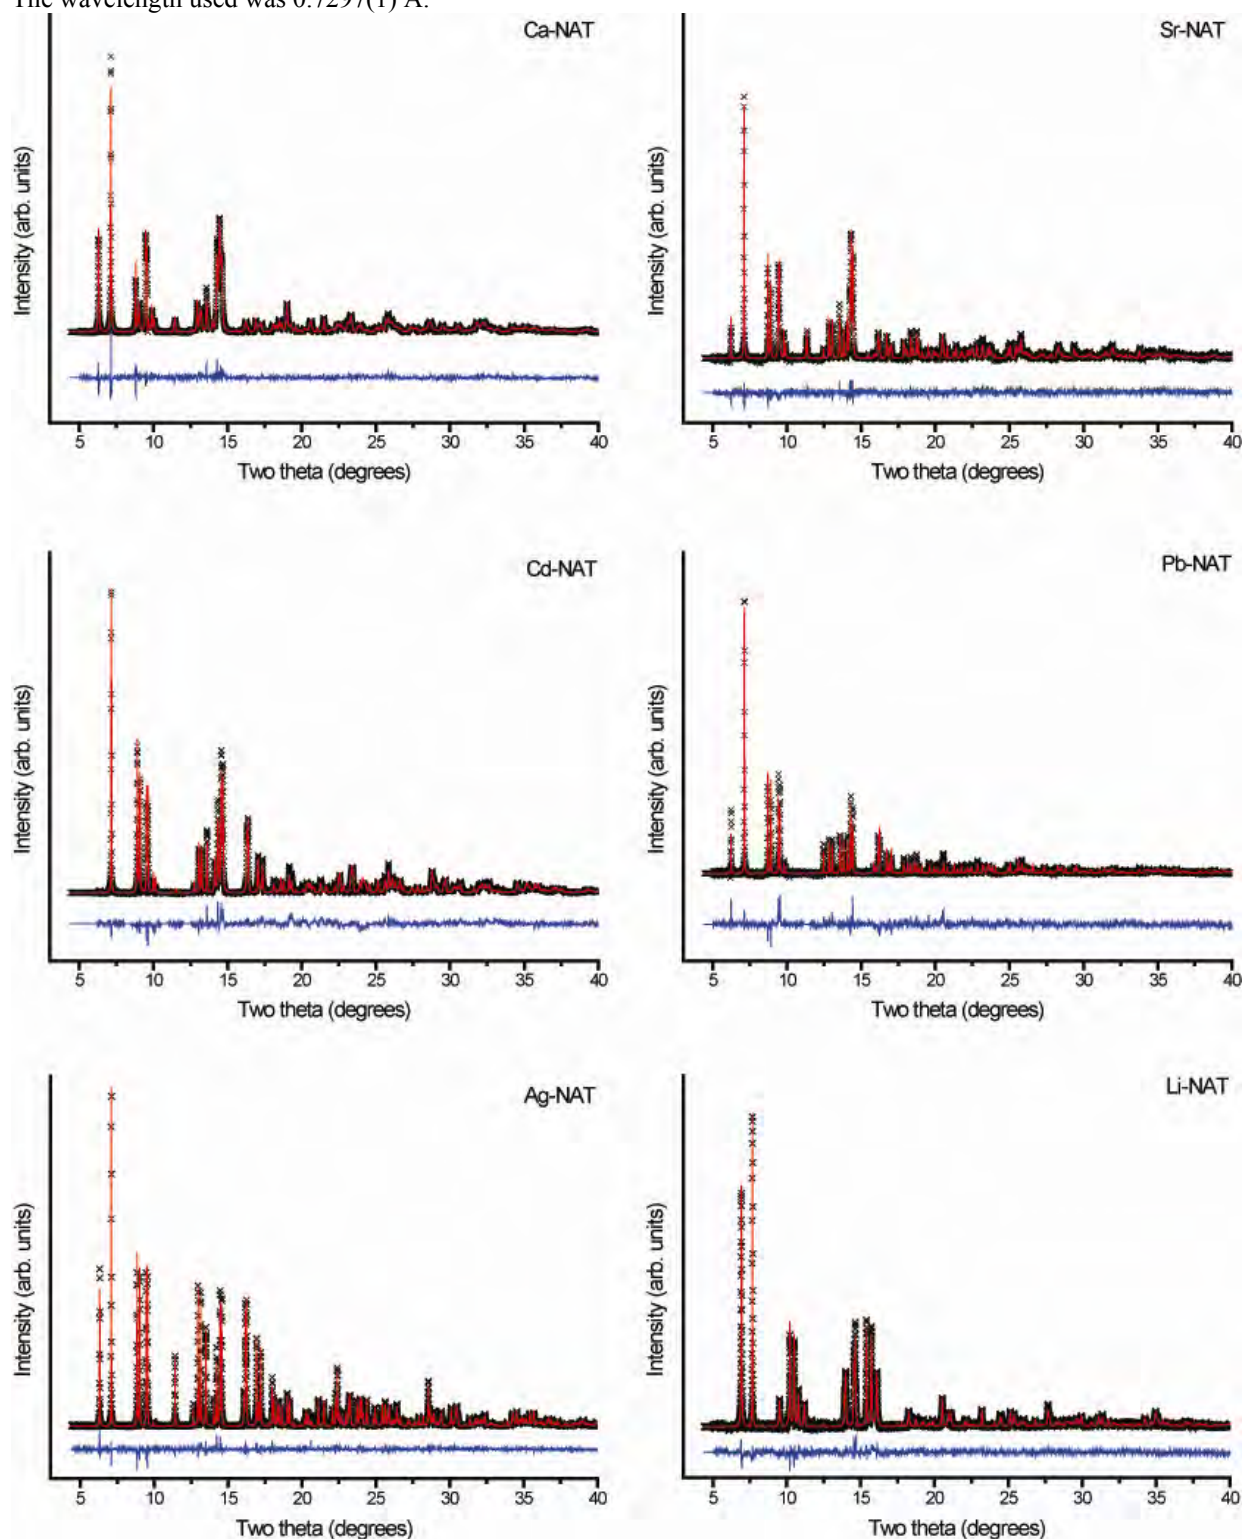 The wavelength used was 0.7297(1) Å.
Ca-NAT
Intensity (arb. units)
5 10 15 20 25 30 35 40
Two theta (degrees)
Sr-NAT
Intensity (arb. units)
5 10 15 20 25 30 35 40
Two theta (degrees)
Cd-NAT
Intensity (arb. units)
5 10 15 20 25 30 35 40
Two theta (degrees)
Pb-NAT
Intensity (arb. units)
5 10 15 20 25 30 35 40
Two theta (degrees)
Ag-NAT
Intensity (arb. units)
5 10 15 20 25 30 35 40
Two theta (degrees)
Li-NAT
Intensity (arb. units)
5 10 15 20 25 30 35 40
Two theta (degrees)